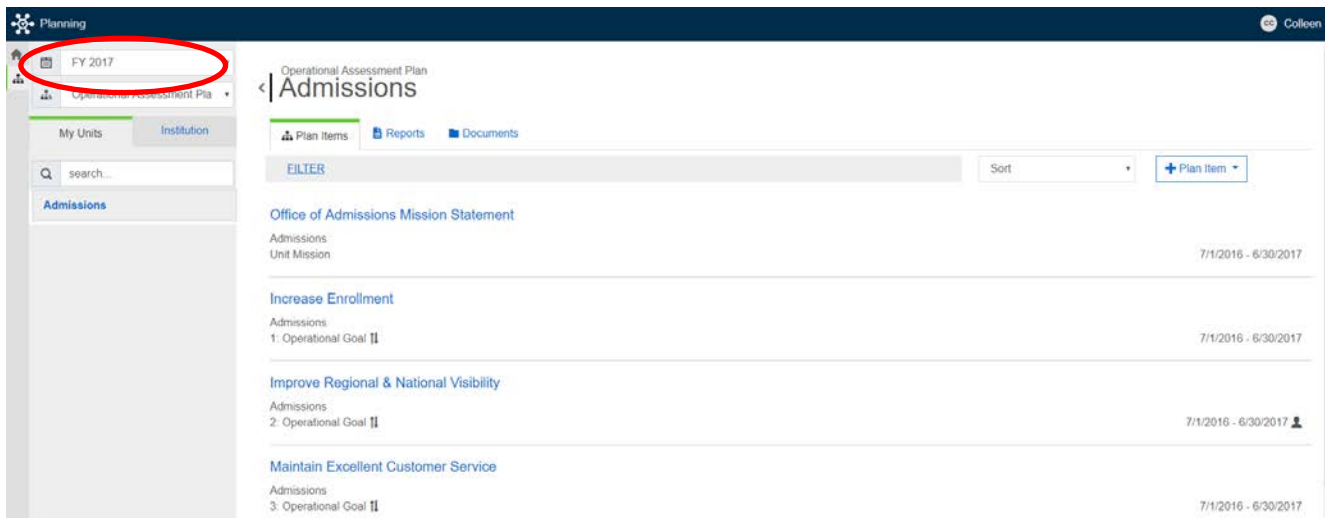 Planning
CC Colleen
FY 2017
Operational Assessment Pla
My Units Institution
search...
Admissions
Operational Assessment Plan
Admissions
Plan Items Reports Documents
FILTER Sort + Plan Item
Office of Admissions Mission Statement
Admissions
Unit Mission 7/1/2016 - 6/30/2017
Increase Enrollment
Admissions
1: Operational Goal 7/1/2016 - 6/30/2017
Improve Regional & National Visibility
Admissions
2: Operational Goal 7/1/2016 - 6/30/2017
Maintain Excellent Customer Service
Admissions
3: Operational Goal 7/1/2016 - 6/30/2017